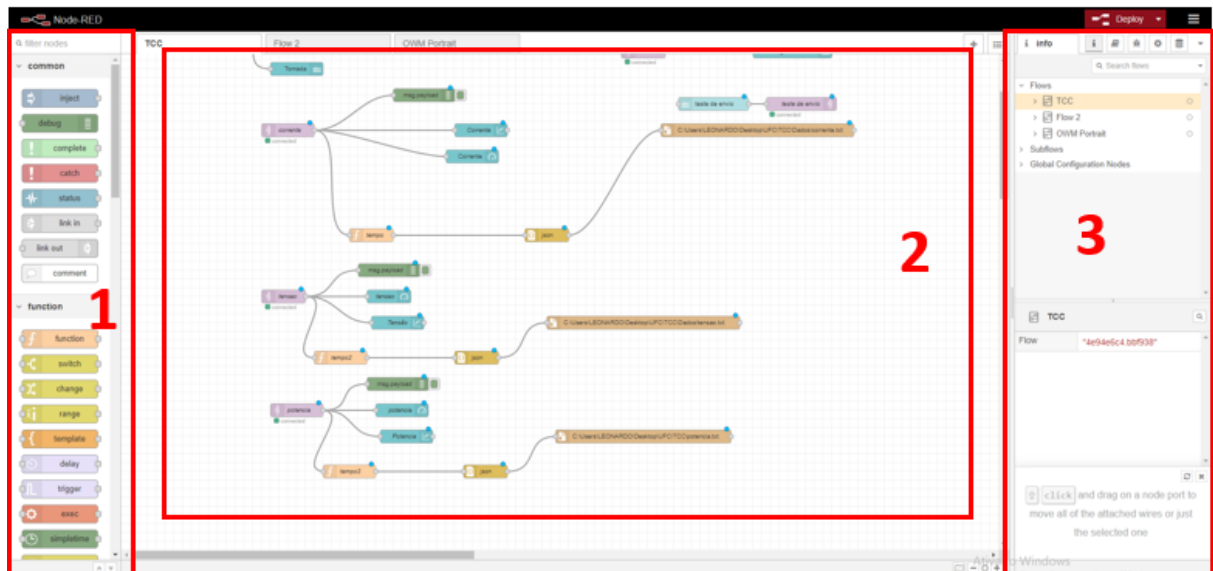 Node-RED
Deploy
filter nodes
TCC
Flow 2
OWM Portrait
info
i
Search flows
common
inject
debug
complete
catch
status
link in
link out
comment
function
function
switch
change
range
template
delay
trigger
exec
simpletime
1
Tomada
connected
msg.payload
corrente
connected
Corrente
Corrente
teste de envio
teste de envio
connected
C:\Users\LEONARDO\Desktop\UFC\TCC\Dados\corrente.txt
tempo
json
msg.payload
tensao
connected
tensao
Tensão
C:\Users\LEONARDO\Desktop\UFC\TCC\Dados\tensao.txt
tempo2
json
msg.payload
potencia
connected
potencia
Potencia
C:\Users\LEONARDO\Desktop\UFC\TCC\potencia.txt
tempo3
json
2
Flows
TCC
Flow 2
OWM Portrait
Subflows
Global Configuration Nodes
3
TCC
Flow
"4e94e6c4.bbf938"
click and drag on a node port to
move all of the attached wires or just
the selected one
Windows